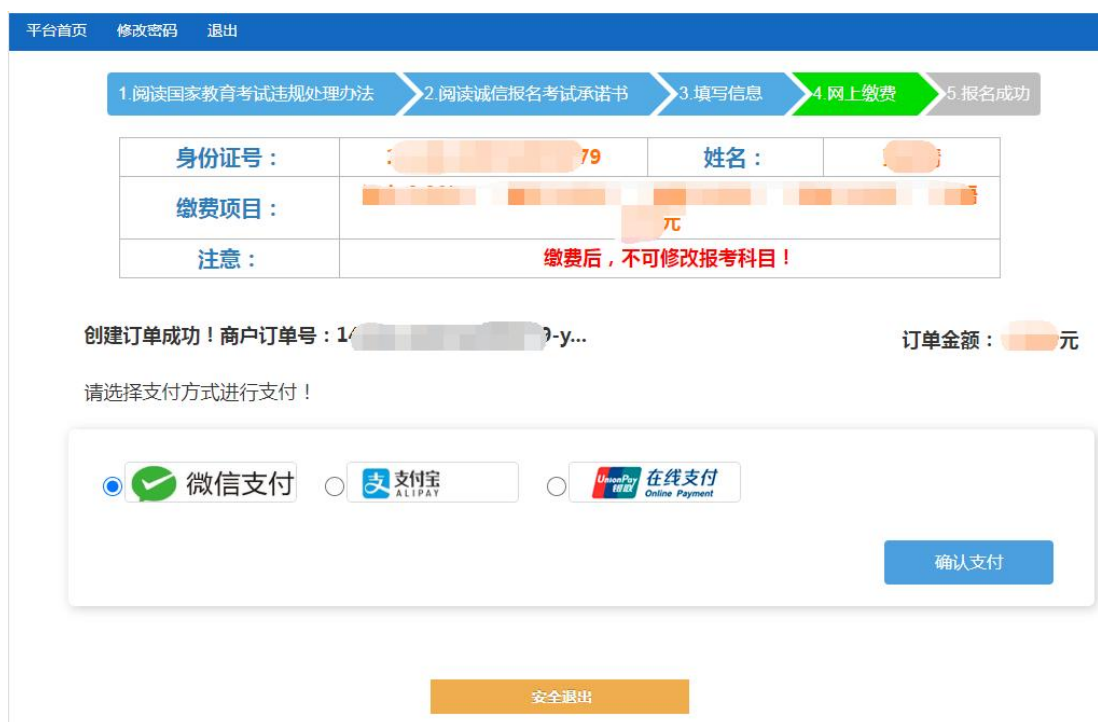 平台首页 修改密码 退出
1.阅读国家教育考试违规处理办法 2.阅读诚信报名考试承诺书 3.填写信息 4.网上缴费 5.报名成功
身份证号： 79 姓名：
缴费项目：
元
注意： 缴费后，不可修改报考科目！
创建订单成功！商户订单号：14 9-y... 订单金额： 元
请选择支付方式进行支付！
微信支付 支付宝 ALIPAY UnionPay 银联 在线支付 Online Payment
确认支付
安全退出